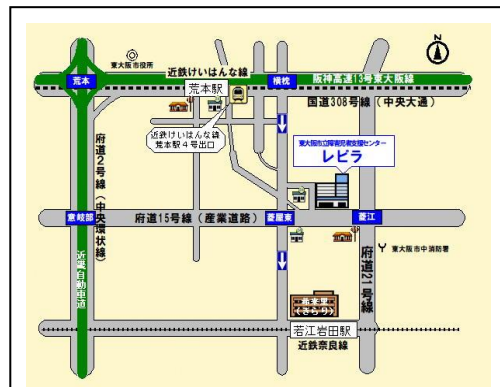 N
東大阪市役所
近鉄けいはんな線
荒本
荒本駅
横枕
阪神高速13号東大阪線
国道308号線（中央大通）
近鉄けいはんな線
荒本駅4号出口
東大阪市立障害児者支援センター
レピラ
府道2号線（中央環状線）
意岐部
府道15号線（産業道路）
菱屋東
菱江
東大阪市中消防署
近畿自動車道
府道21号線
希来里
（きらり）
若江岩田駅
近鉄奈良線